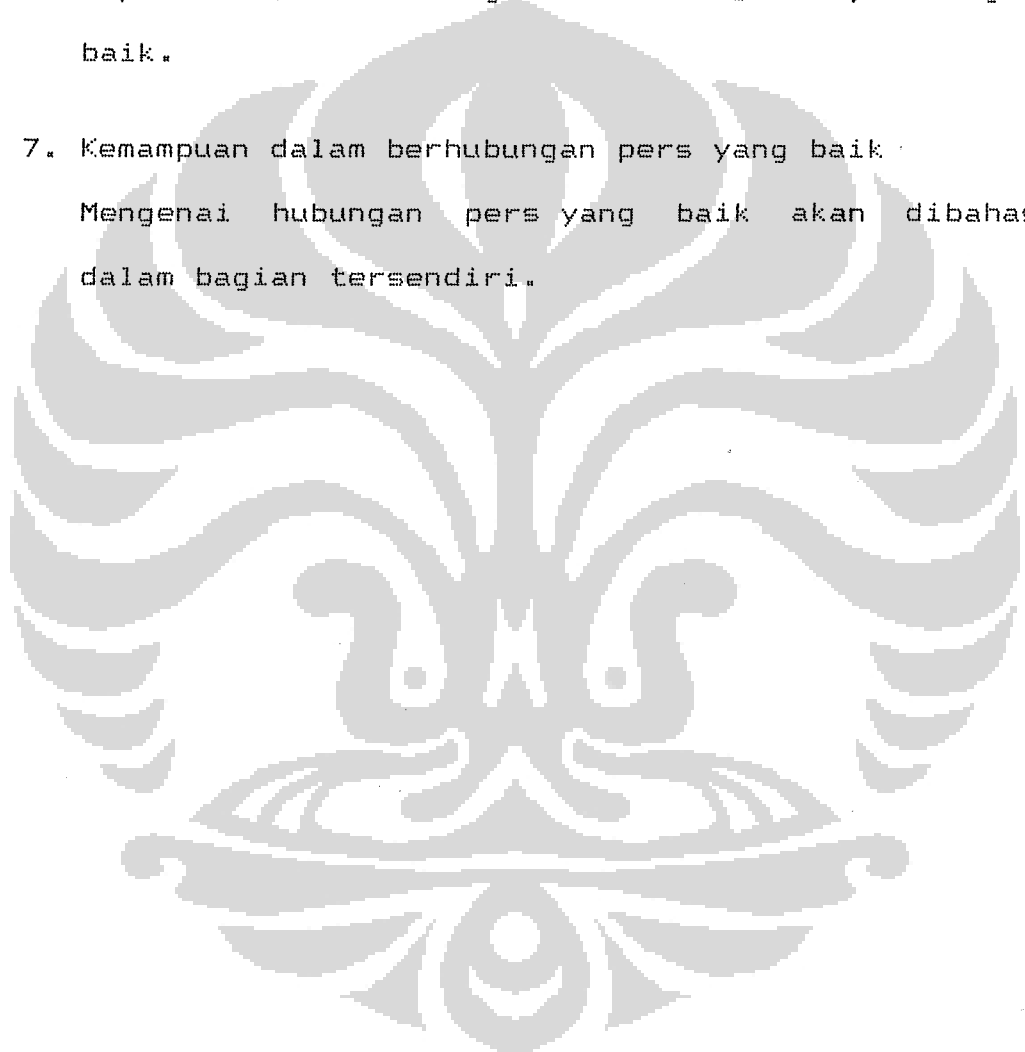 baik.
7. Kemampuan dalam berhubungan pers yang baik
Mengenai hubungan pers yang baik akan dibahas
dalam bagian tersendiri.